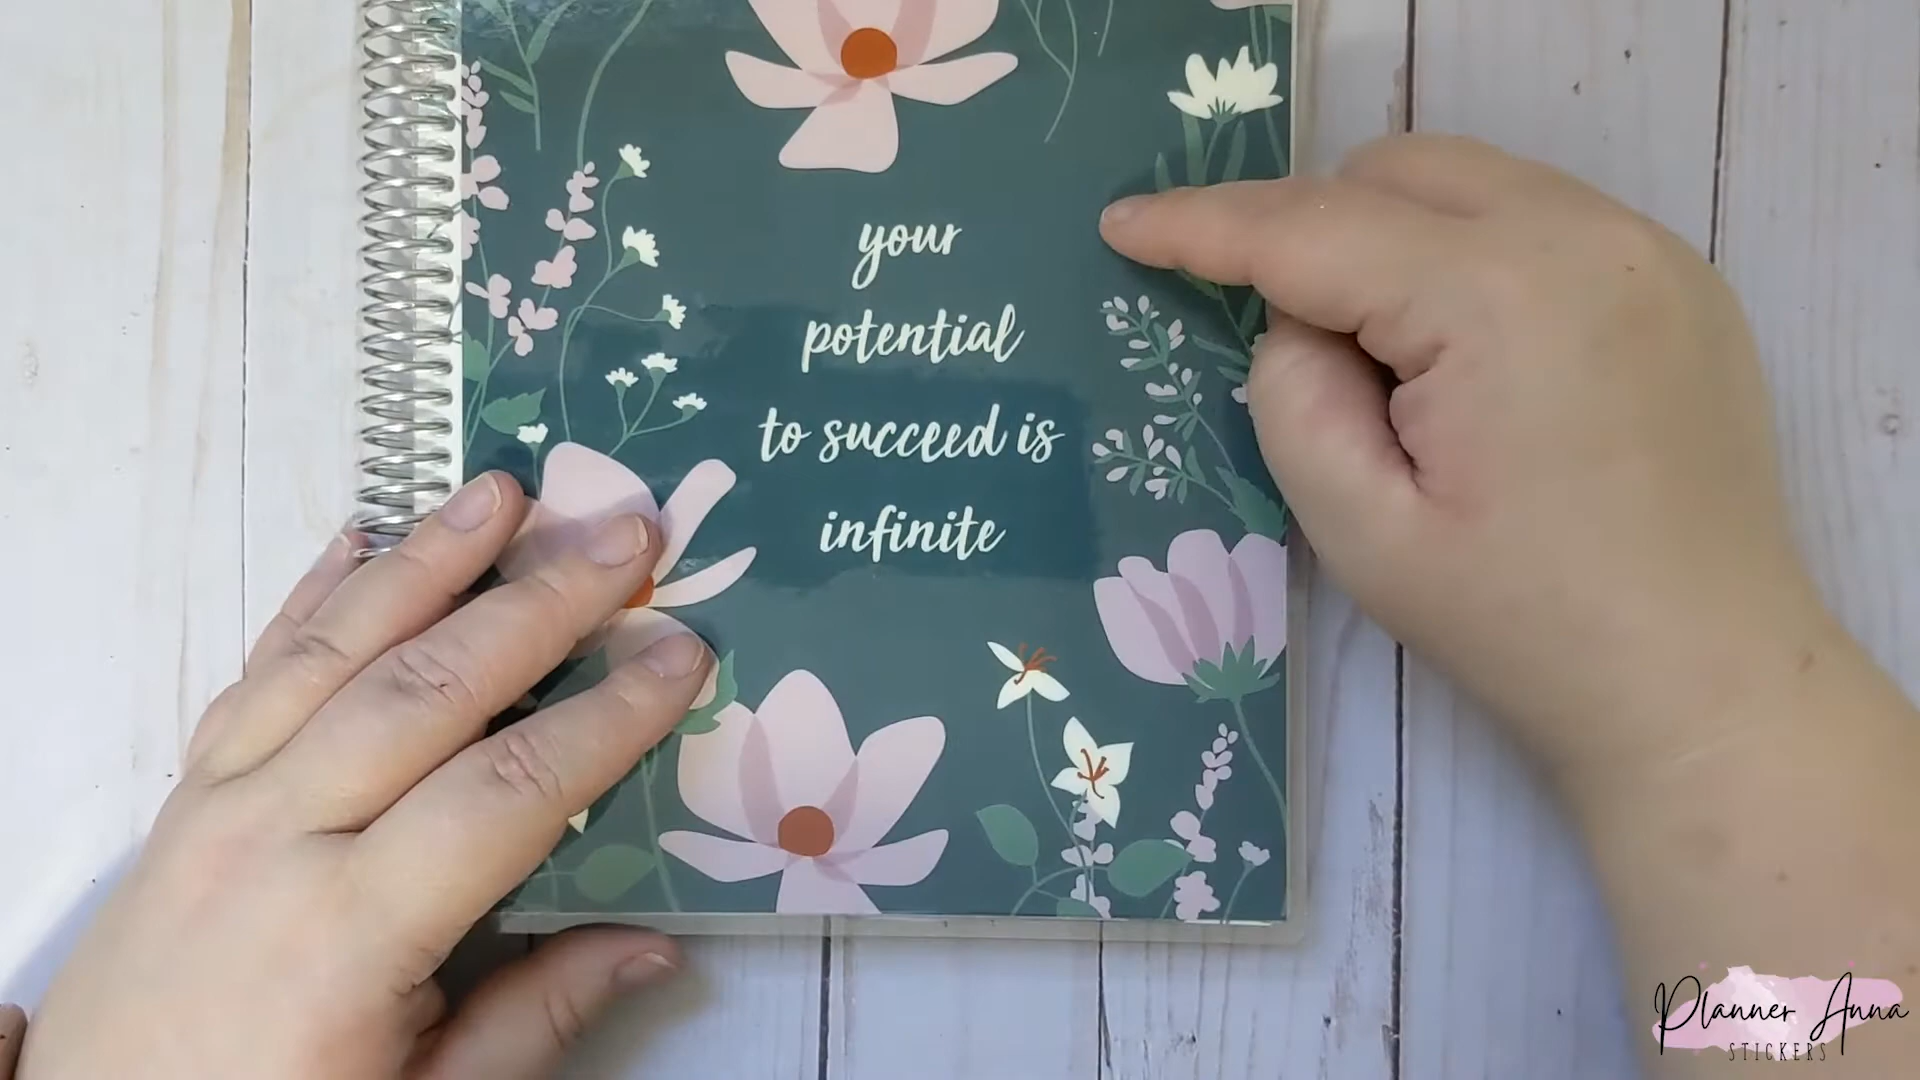 your
potential
to succeed is
infinite
Planner Anna
STICKERS